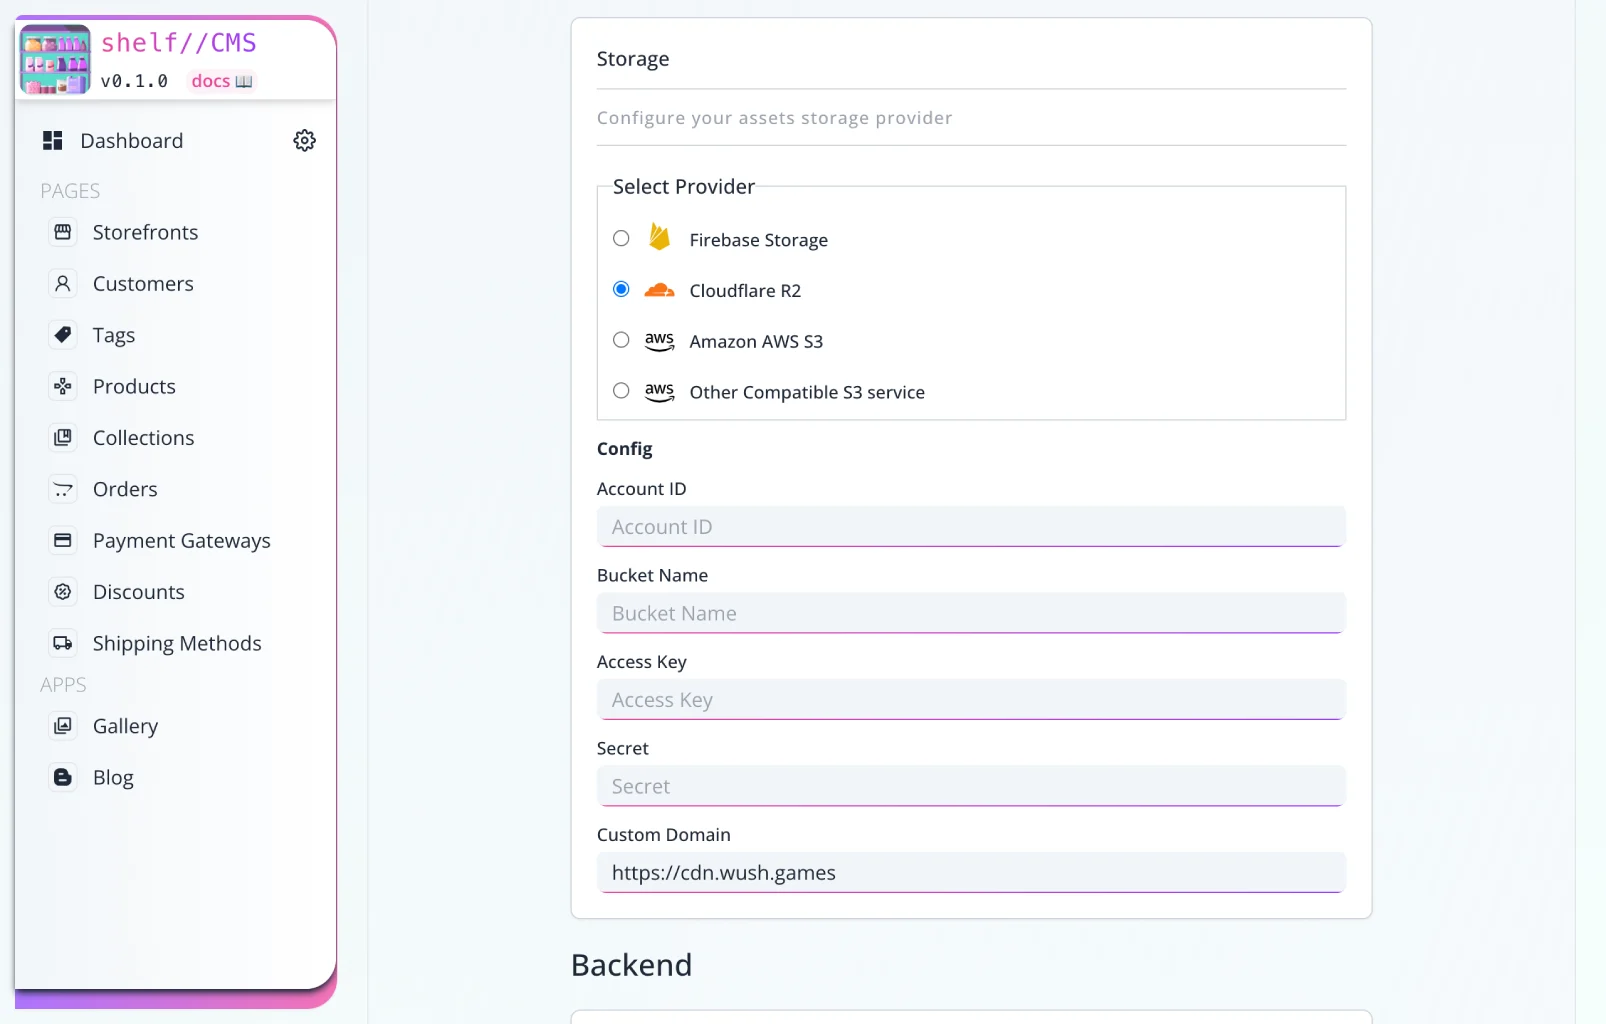 shelf//CMS
v0.1.0 docs 📖
Dashboard
PAGES
Storefronts
Customers
Tags
Products
Collections
Orders
Payment Gateways
Discounts
Shipping Methods
APPS
Gallery
Blog
Storage
Configure your assets storage provider
Select Provider
Firebase Storage
Cloudflare R2
aws Amazon AWS S3
aws Other Compatible S3 service
Config
Account ID
Account ID
Bucket Name
Bucket Name
Access Key
Access Key
Secret
Secret
Custom Domain
https://cdn.wush.games
Backend